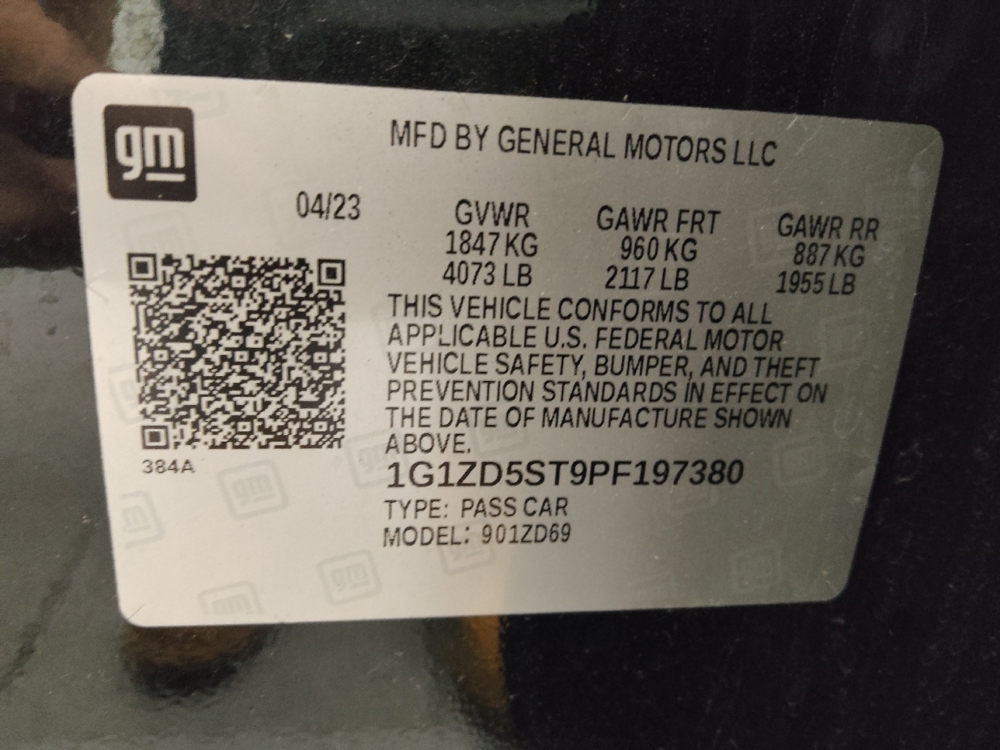 gm
MFD BY GENERAL MOTORS LLC
04/23
GVWR GAWR FRT GAWR RR
1847 KG 960 KG 887 KG
4073 LB 2117 LB 1955 LB
THIS VEHICLE CONFORMS TO ALL
APPLICABLE U.S. FEDERAL MOTOR
VEHICLE SAFETY, BUMPER, AND THEFT
PREVENTION STANDARDS IN EFFECT ON
THE DATE OF MANUFACTURE SHOWN
ABOVE.
384A
1G1ZD5ST9PF197380
TYPE: PASS CAR
MODEL: 901ZD69